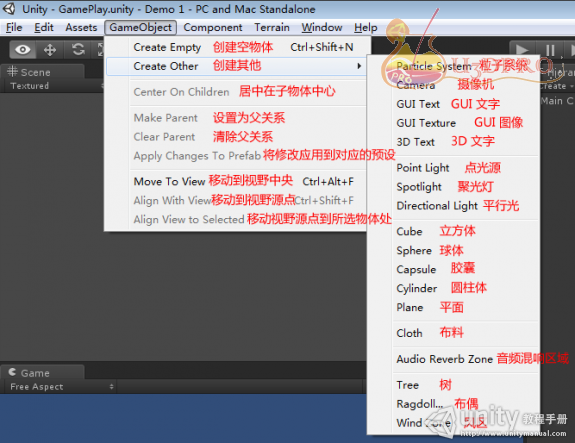 Unity - GamePlay.unity - Demo 1 - PC and Mac Standalone
File Edit Assets GameObject Component Terrain Window Help
Create Empty 创建空物体 Ctrl+Shift+N
Create Other 创建其他
Center On Children 居中在子物体中心
Make Parent 设置为父关系
Clear Parent 清除父关系
Apply Changes To Prefab 将修改应用到对应的预设
Move To View 移动到视野中央 Ctrl+Alt+F
Align With View 移动到视野源点 Ctrl+Shift+F
Align View to Selected 移动视野源点到所选物体处
Particle System 粒子系统
Camera 摄像机
GUI Text GUI 文字
GUI Texture GUI 图像
3D Text 3D 文字
Point Light 点光源
Spotlight 聚光灯
Directional Light 平行光
Cube 立方体
Sphere 球体
Capsule 胶囊
Cylinder 圆柱体
Plane 平面
Cloth 布料
Audio Reverb Zone 音频混响区域
Tree 树
Ragdoll... 布偶
Wind Zone 风区
Scene
Textured
Game
Free Aspect
Main C
PRO
unity 教程手册
http://www.unitymanual.com